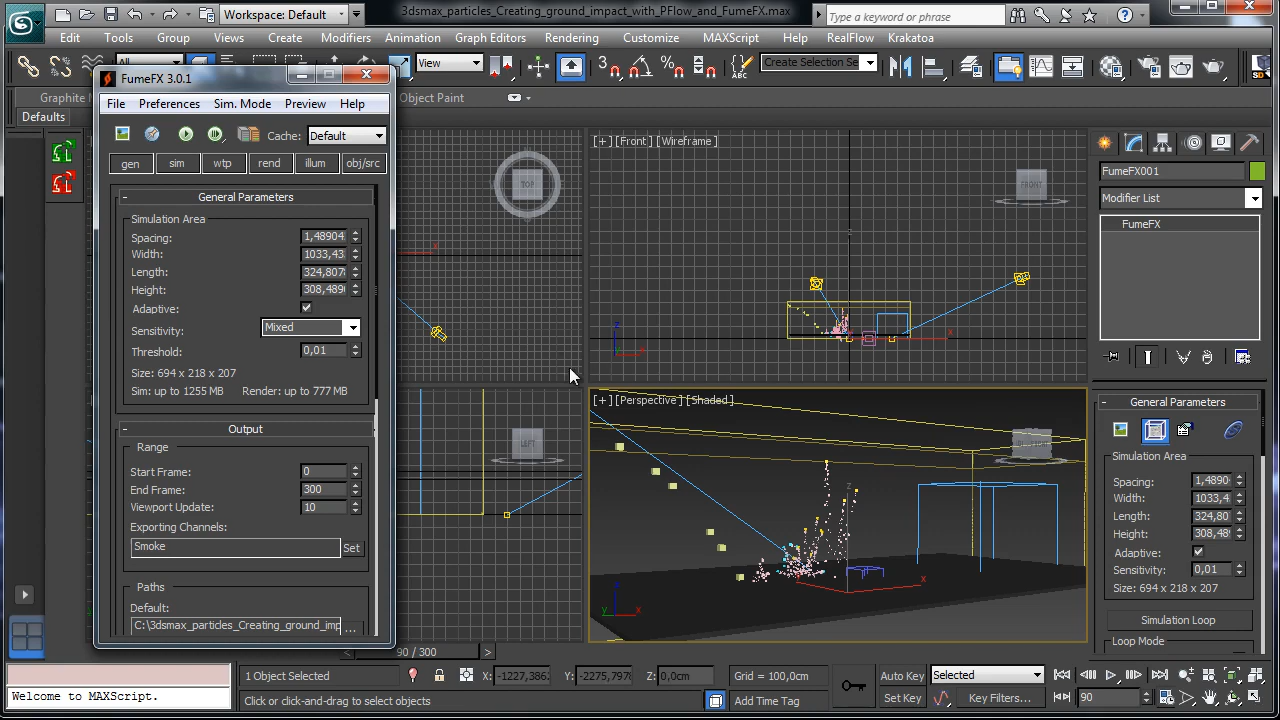 Workspace: Default
3dsmax_particles_Creating_ground_impact_with_PFlow_and_FumeFX.max
Type a keyword or phrase
Edit Tools Group Views Create Modifiers Animation Graph Editors Rendering Customize MAXScript Help RealFlow Krakatoa
All
View
Create Selection Se
Graphite M
Object Paint
Defaults
FumeFX 3.0.1
File Preferences Sim. Mode Preview Help
Cache: Default
gen sim wtp rend illum obj/src
- General Parameters
Simulation Area
Spacing: 1,48904
Width: 1033,43
Length: 324,807
Height: 308,489
Adaptive:
Sensitivity: Mixed
Threshold: 0,01
Size: 694 x 218 x 207
Sim: up to 1255 MB Render: up to 777 MB
- Output
Range
Start Frame: 0
End Frame: 300
Viewport Update: 10
Exporting Channels:
Smoke
Set
Paths
Default:
C:\3dsmax_particles_Creating_ground_imp
...
TOP
x
[+] [Front] [Wireframe]
FRONT
z
x
x
LEFT
[+] [Perspective] [Shaded]
z
x
z
y
x
FumeFX001
Modifier List
FumeFX
- General Parameters
Simulation Area
Spacing: 1,4890
Width: 1033,4
Length: 324,80
Height: 308,48
Adaptive:
Sensitivity: 0,01
Size: 694 x 218 x 207
Simulation Loop
Loop Mode
< 90 / 300 >
Welcome to MAXScript.
1 Object Selected
X: -1227,386 Y: -2275,797 Z: 0,0cm
Grid = 100,0cm
Auto Key Selected
Click or click-and-drag to select objects
Add Time Tag
Set Key Key Filters...
90